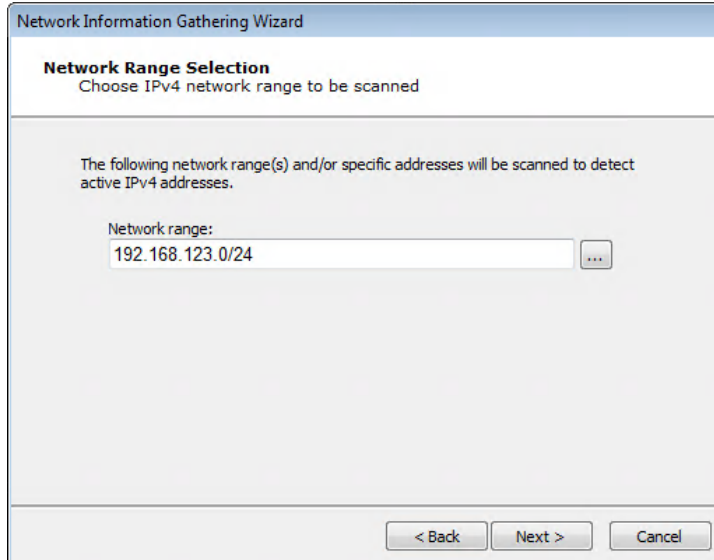 Network Information Gathering Wizard
Network Range Selection
Choose IPv4 network range to be scanned
The following network range(s) and/or specific addresses will be scanned to detect
active IPv4 addresses.
Network range:
192.168.123.0/24
...
< Back
Next >
Cancel